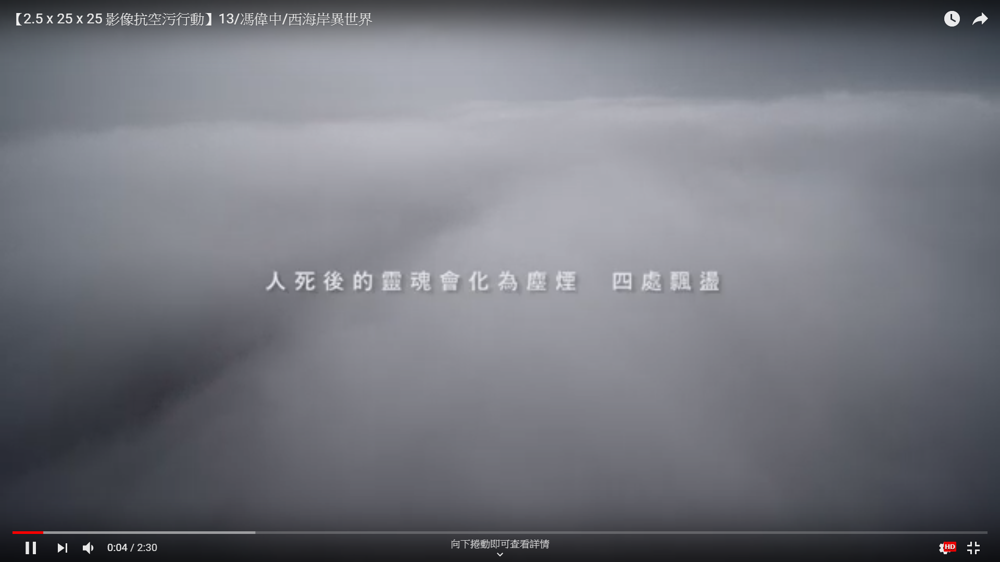 【2.5 x 25 x 25 影像抗空污行動】13/馮偉中/西海岸異世界
人死後的靈魂會化為塵煙 四處飄盪
0:04 / 2:30
向下捲動即可查看詳情
HD